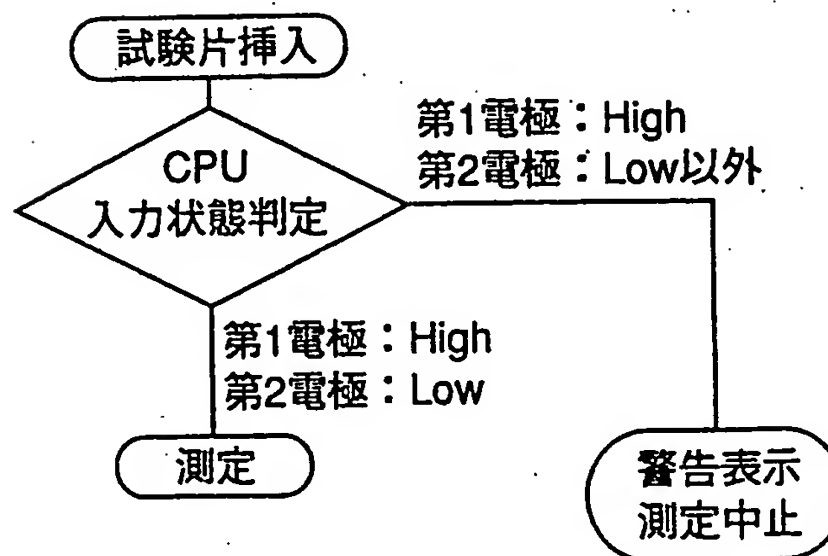 試験片挿入
CPU
入力状態判定
第1電極：High
第2電極：Low以外
第1電極：High
第2電極：Low
測定
警告表示
測定中止